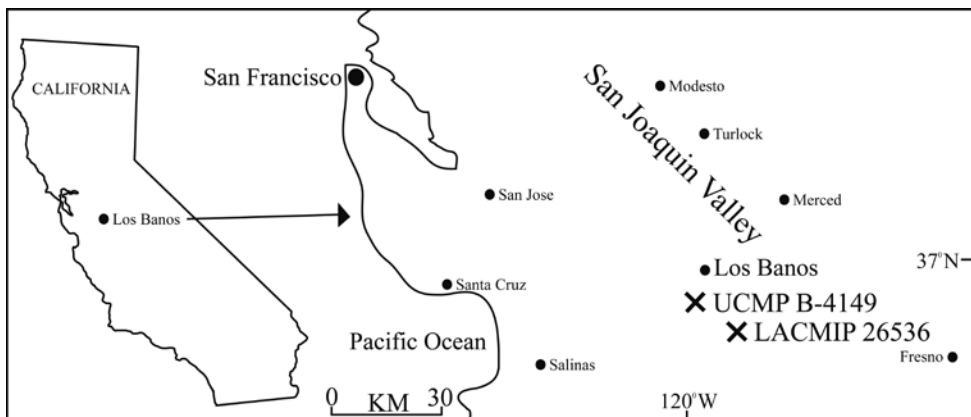 CALIFORNIA
Los Banos
San Francisco
San Jose
Santa Cruz
Pacific Ocean
Salinas
0 30
KM
San Joaquin Valley
Modesto
Turlock
Merced
Los Banos
37°N
UCMP B-4149
LACMIP 26536
Fresno
120°W